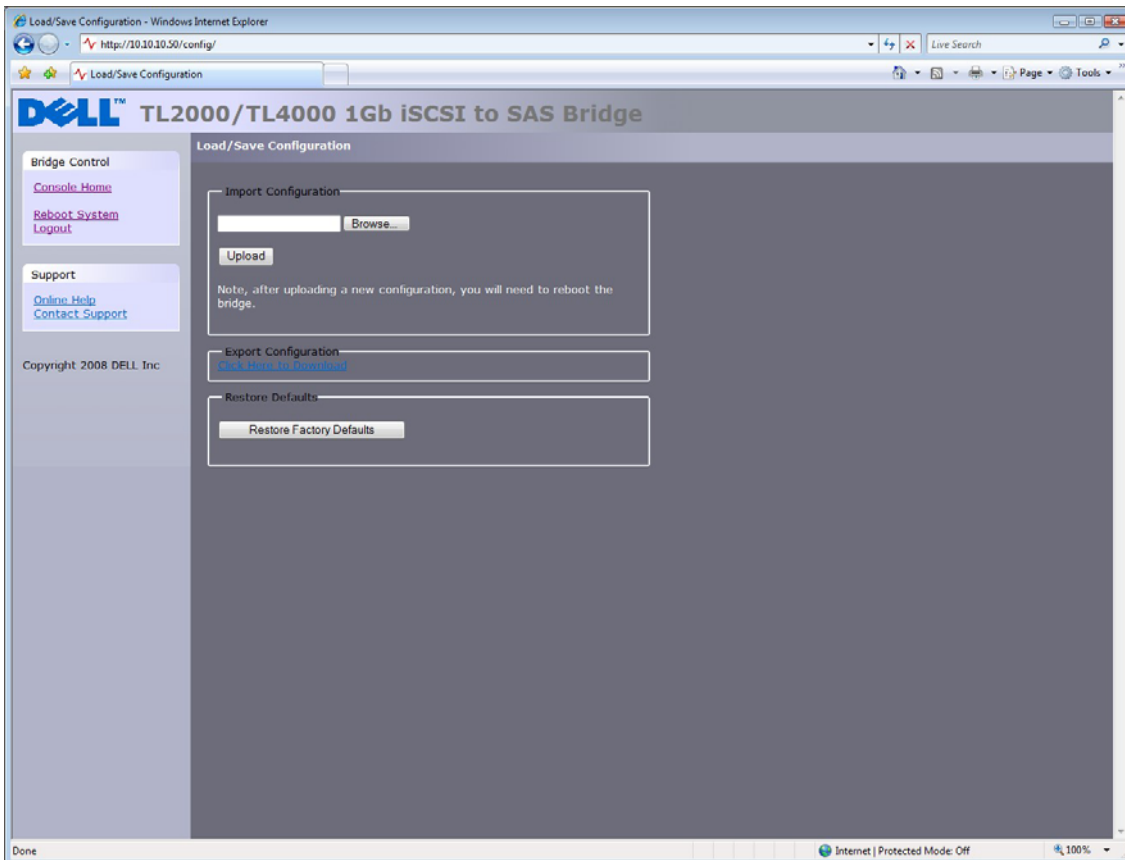 Load/Save Configuration - Windows Internet Explorer
http://10.10.10.50/config/
Live Search
Load/Save Configuration
Page
Tools
DELL™ TL2000/TL4000 1Gb iSCSI to SAS Bridge
Load/Save Configuration
Bridge Control
Console Home
Reboot System
Logout
Support
Online Help
Contact Support
Copyright 2008 DELL Inc
Import Configuration
Browse...
Upload
Note, after uploading a new configuration, you will need to reboot the
bridge.
Export Configuration
Click Here to Download
Restore Defaults
Restore Factory Defaults
Done
Internet | Protected Mode: Off
100%